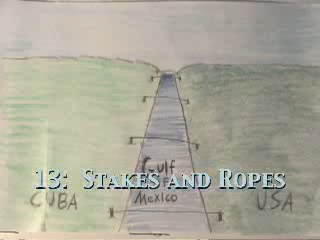 Gulf
13: STAKES AND ROPES
CUBA
Mexico
USA